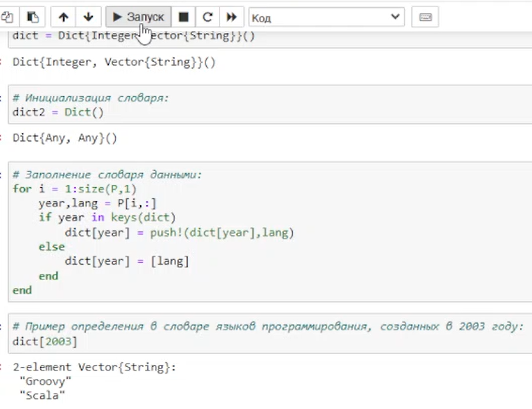 Запуск
Код
dict = Dict{Integer,Vector{String}}()
Dict{Integer, Vector{String}}()
# Инициализация словаря:
dict2 = Dict()
Dict{Any, Any}()
# Заполнение словаря данными:
for i = 1:size(P,1)
year,lang = P[i,:]
if year in keys(dict)
dict[year] = push!(dict[year],lang)
else
dict[year] = [lang]
end
end
# Пример определения в словаре языков программирования, созданных в 2003 году:
dict[2003]
2-element Vector{String}:
"Groovy"
"Scala"